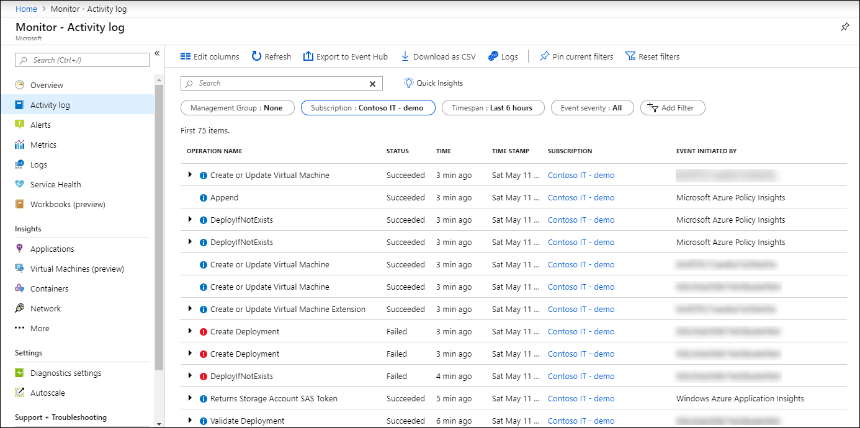 Home > Monitor - Activity log
Monitor - Activity log
Microsoft
Search (Ctrl+/)
Overview
Activity log
Alerts
Metrics
Logs
Service Health
Workbooks (preview)
Insights
Applications
Virtual Machines (preview)
Containers
Network
More
Settings
Diagnostics settings
Autoscale
Support + Troubleshooting
Edit columns Refresh Export to Event Hub Download as CSV Logs Pin current filters Reset filters
Search Quick Insights
Management Group : None Subscription : Contoso IT - demo Timespan : Last 6 hours Event severity : All Add Filter
First 75 items.
OPERATION NAME STATUS TIME TIME STAMP SUBSCRIPTION EVENT INITIATED BY
Create or Update Virtual Machine Succeeded 3 min ago Sat May 11 ... Contoso IT - demo
Append Succeeded 3 min ago Sat May 11 ... Contoso IT - demo Microsoft Azure Policy Insights
DeployIfNotExists Succeeded 3 min ago Sat May 11 ... Contoso IT - demo Microsoft Azure Policy Insights
DeployIfNotExists Succeeded 3 min ago Sat May 11 ... Contoso IT - demo Microsoft Azure Policy Insights
Create or Update Virtual Machine Succeeded 3 min ago Sat May 11 ... Contoso IT - demo
Create or Update Virtual Machine Succeeded 3 min ago Sat May 11 ... Contoso IT - demo
Create or Update Virtual Machine Extension Succeeded 3 min ago Sat May 11 ... Contoso IT - demo
Create Deployment Failed 3 min ago Sat May 11 ... Contoso IT - demo
Create Deployment Failed 3 min ago Sat May 11 ... Contoso IT - demo
DeployIfNotExists Failed 4 min ago Sat May 11 ... Contoso IT - demo
Returns Storage Account SAS Token Succeeded 5 min ago Sat May 11 ... Contoso IT - demo Windows Azure Application Insights
Validate Deployment Succeeded 6 min ago Sat May 11 ... Contoso IT - demo